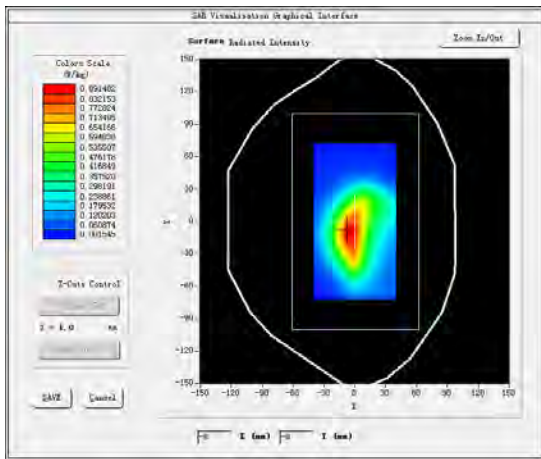 SAR Visualisation Graphical Interface
Surface Radiated Intensity
Zoom In/Out
Colors Scale
(W/kg)
0.891482
0.832153
0.772824
0.713495
0.654166
0.594836
0.535507
0.476178
0.416849
0.357520
0.298191
0.238861
0.179532
0.120203
0.060874
0.001545
150
120
90
60
30
0
-30
-60
-90
-120
-150
-150 -120 -90 -60 -30 0 30 60 90 120 150
Z-Cuts Control
mm
SAVE
Cancel
X (mm)
Y (mm)